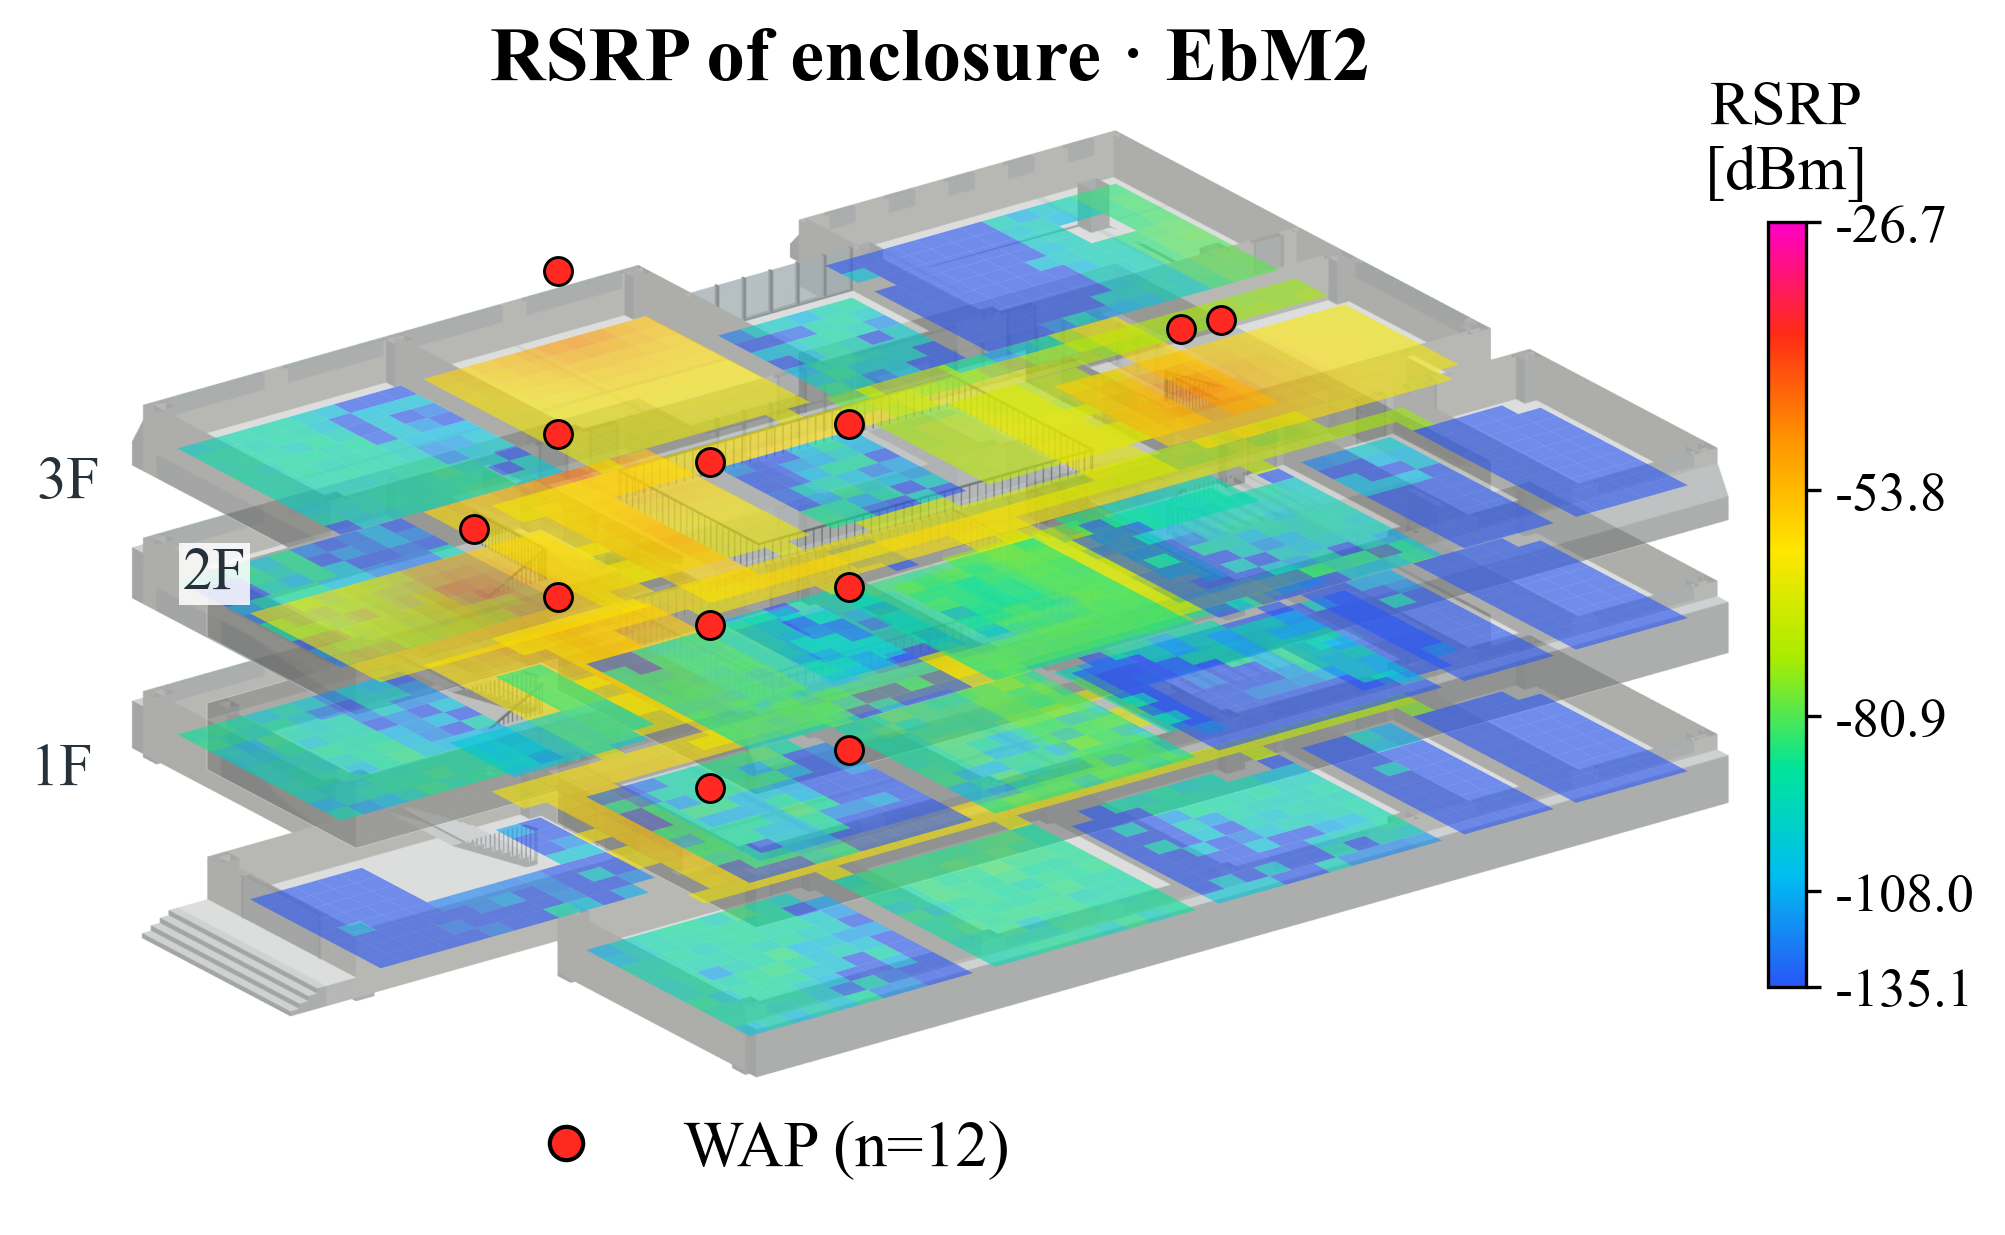 RSRP of enclosure · EbM2
RSRP
[dBm]
-26.7
-53.8
-80.9
-108.0
-135.1
3F
2F
1F
WAP (n=12)